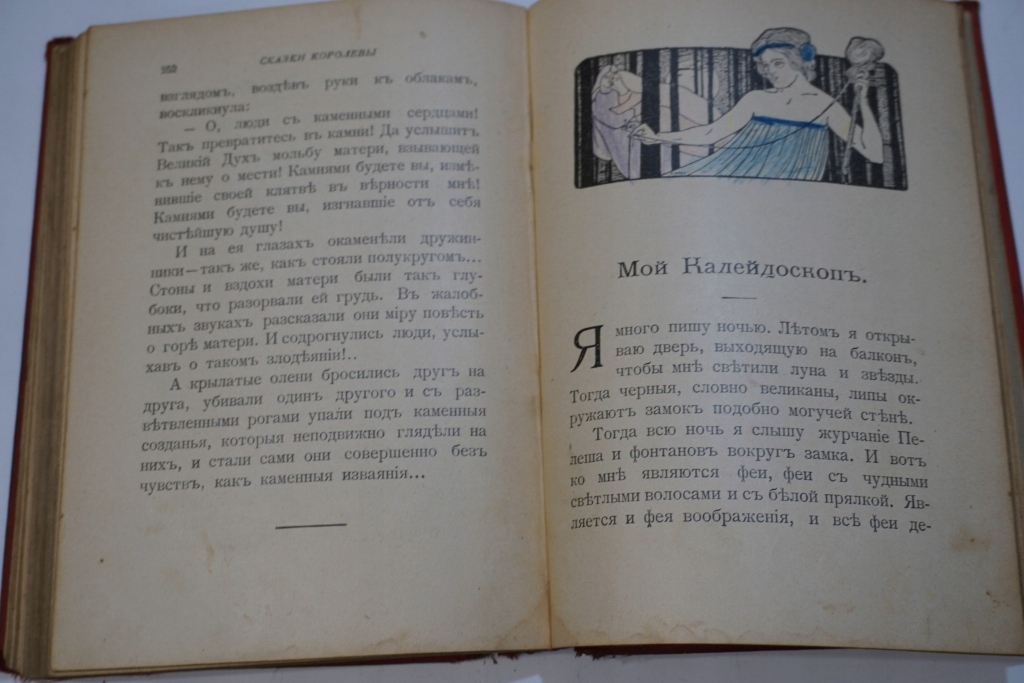 СКАЗКИ КОРОЛЕВЫ
взглядомъ, воздѣвъ руки къ облакамъ,
воскликнула:
— О, люди съ каменными сердцами!
Такъ превратитесь въ камни! Да услышитъ
Великій Духъ мольбу матери, взывающей
къ нему о мести! Камнями будете вы, измѣ-
нившіе своей клятвѣ въ вѣрности мнѣ!
Камнями будете вы, изгнавшіе отъ себя
чистѣйшую душу!
И на ея глазахъ окаменѣли дружин-
ники—такъ же, какъ стояли полукругомъ...
Стоны и вздохи матери были такъ глу-
боки, что разорвали ей грудь. Въ жалоб-
ныхъ звукахъ разсказали они міру повѣсть
о горѣ матери. И содрогнулись люди, услы-
хавъ о такомъ злодѣяніи!..
А крылатые олени бросились другъ на
друга, убивали одинъ другого и съ раз-
вѣтвленными рогами упали подъ каменныя
созданья, которыя неподвижно глядѣли на
нихъ, и стали сами они совершенно безъ
чувствъ, какъ каменныя изваянія...
Мой Калейдоскопъ.
Я много пишу ночью. Лѣтомъ я откры-
ваю дверь, выходящую на балконъ,
чтобы мнѣ свѣтили луна и звѣзды.
Тогда черныя, словно великаны, липы ок-
ружаютъ замокъ подобно могучей стѣнѣ.
Тогда всю ночь я слышу журчаніе Пе-
леша и фонтановъ вокругъ замка. И вотъ
ко мнѣ являются феи, феи съ чудными
свѣтлыми волосами и съ бѣлой прялкой. Яв-
ляется и фея воображенія, и всѣ феи де-